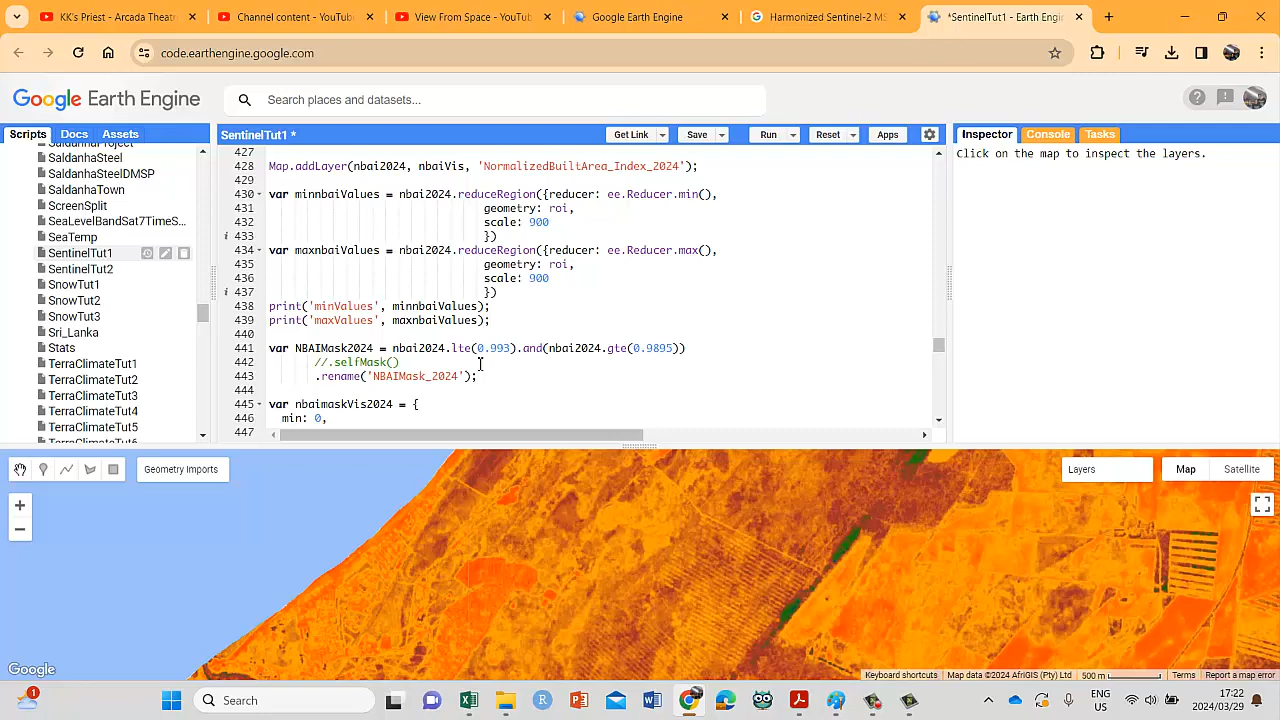 KK's Priest - Arcada Theatr
Channel content - YouTub
View From Space - YouTub
Google Earth Engine
Harmonized Sentinel-2 MS
*SentinelTut1 - Earth Engin
code.earthengine.google.com
Google Earth Engine
Search places and datasets...
Scripts Docs Assets
SaldanhaProject
SaldanhaSteel
SaldanhaSteelDMSP
SaldanhaTown
ScreenSplit
SeaLevelBandSat7TimeS...
SeaTemp
SentinelTut1
SentinelTut2
SnowTut1
SnowTut2
SnowTut3
Sri_Lanka
Stats
TerraClimateTut1
TerraClimateTut2
TerraClimateTut3
TerraClimateTut4
TerraClimateTut5
TerraClimateTut6
SentinelTut1 *
Get Link Save Run Reset Apps
427
428 Map.addLayer(nbai2024, nbaiVis, 'NormalizedBuiltArea_Index_2024');
429
430 var minnbaiValues = nbai2024.reduceRegion({reducer: ee.Reducer.min(),
431 geometry: roi,
432 scale: 900
433 })
434 var maxnbaiValues = nbai2024.reduceRegion({reducer: ee.Reducer.max(),
435 geometry: roi,
436 scale: 900
437 })
438 print('minValues', minnbaiValues);
439 print('maxValues', maxnbaiValues);
440
441 var NBAIMask2024 = nbai2024.lte(0.993).and(nbai2024.gte(0.9895))
442 //.selfMask()
443 .rename('NBAIMask_2024');
444
445 var nbaimaskVis2024 = {
446 min: 0,
447
Inspector Console Tasks
Click on the map to inspect the layers.
Geometry Imports
Layers
Map Satellite
Google
Keyboard shortcuts Map data ©2024 AfriGIS (Pty) Ltd 500 m Terms Report a map error
1
Search
ENG
US
17:22
2024/03/29